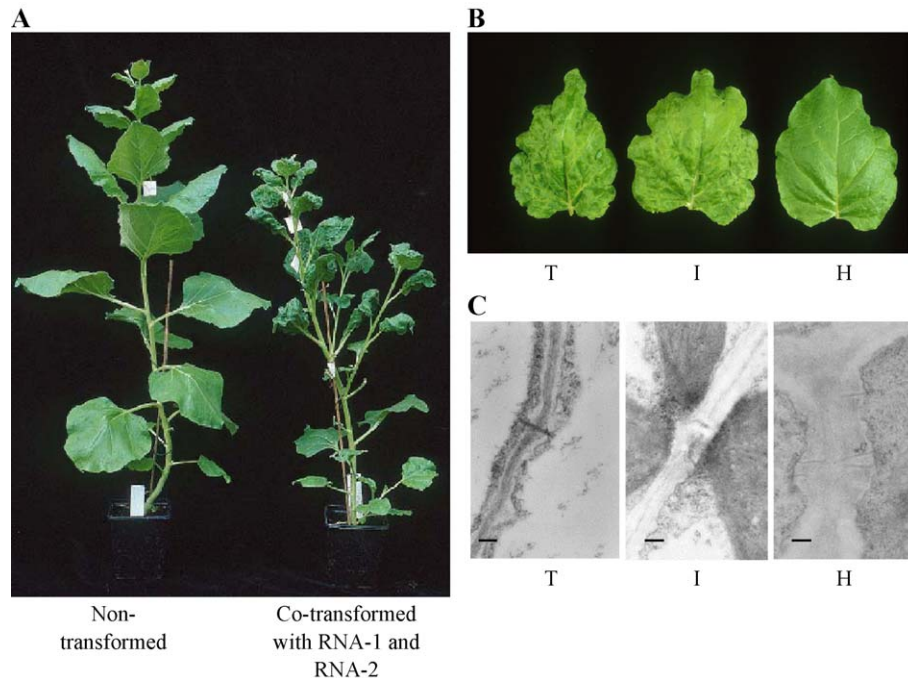 A
B
T I H
C
T I H
Non-
transformed
Co-transformed
with RNA-1 and
RNA-2